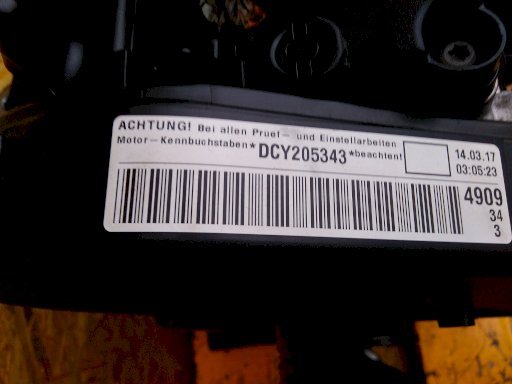 ACHTUNG! Bei allen Pruef- und Einstellarbeiten
Motor-Kennbuchstaben*DCY205343*beachten!
14.03.17
03:05:23
4909
34
3